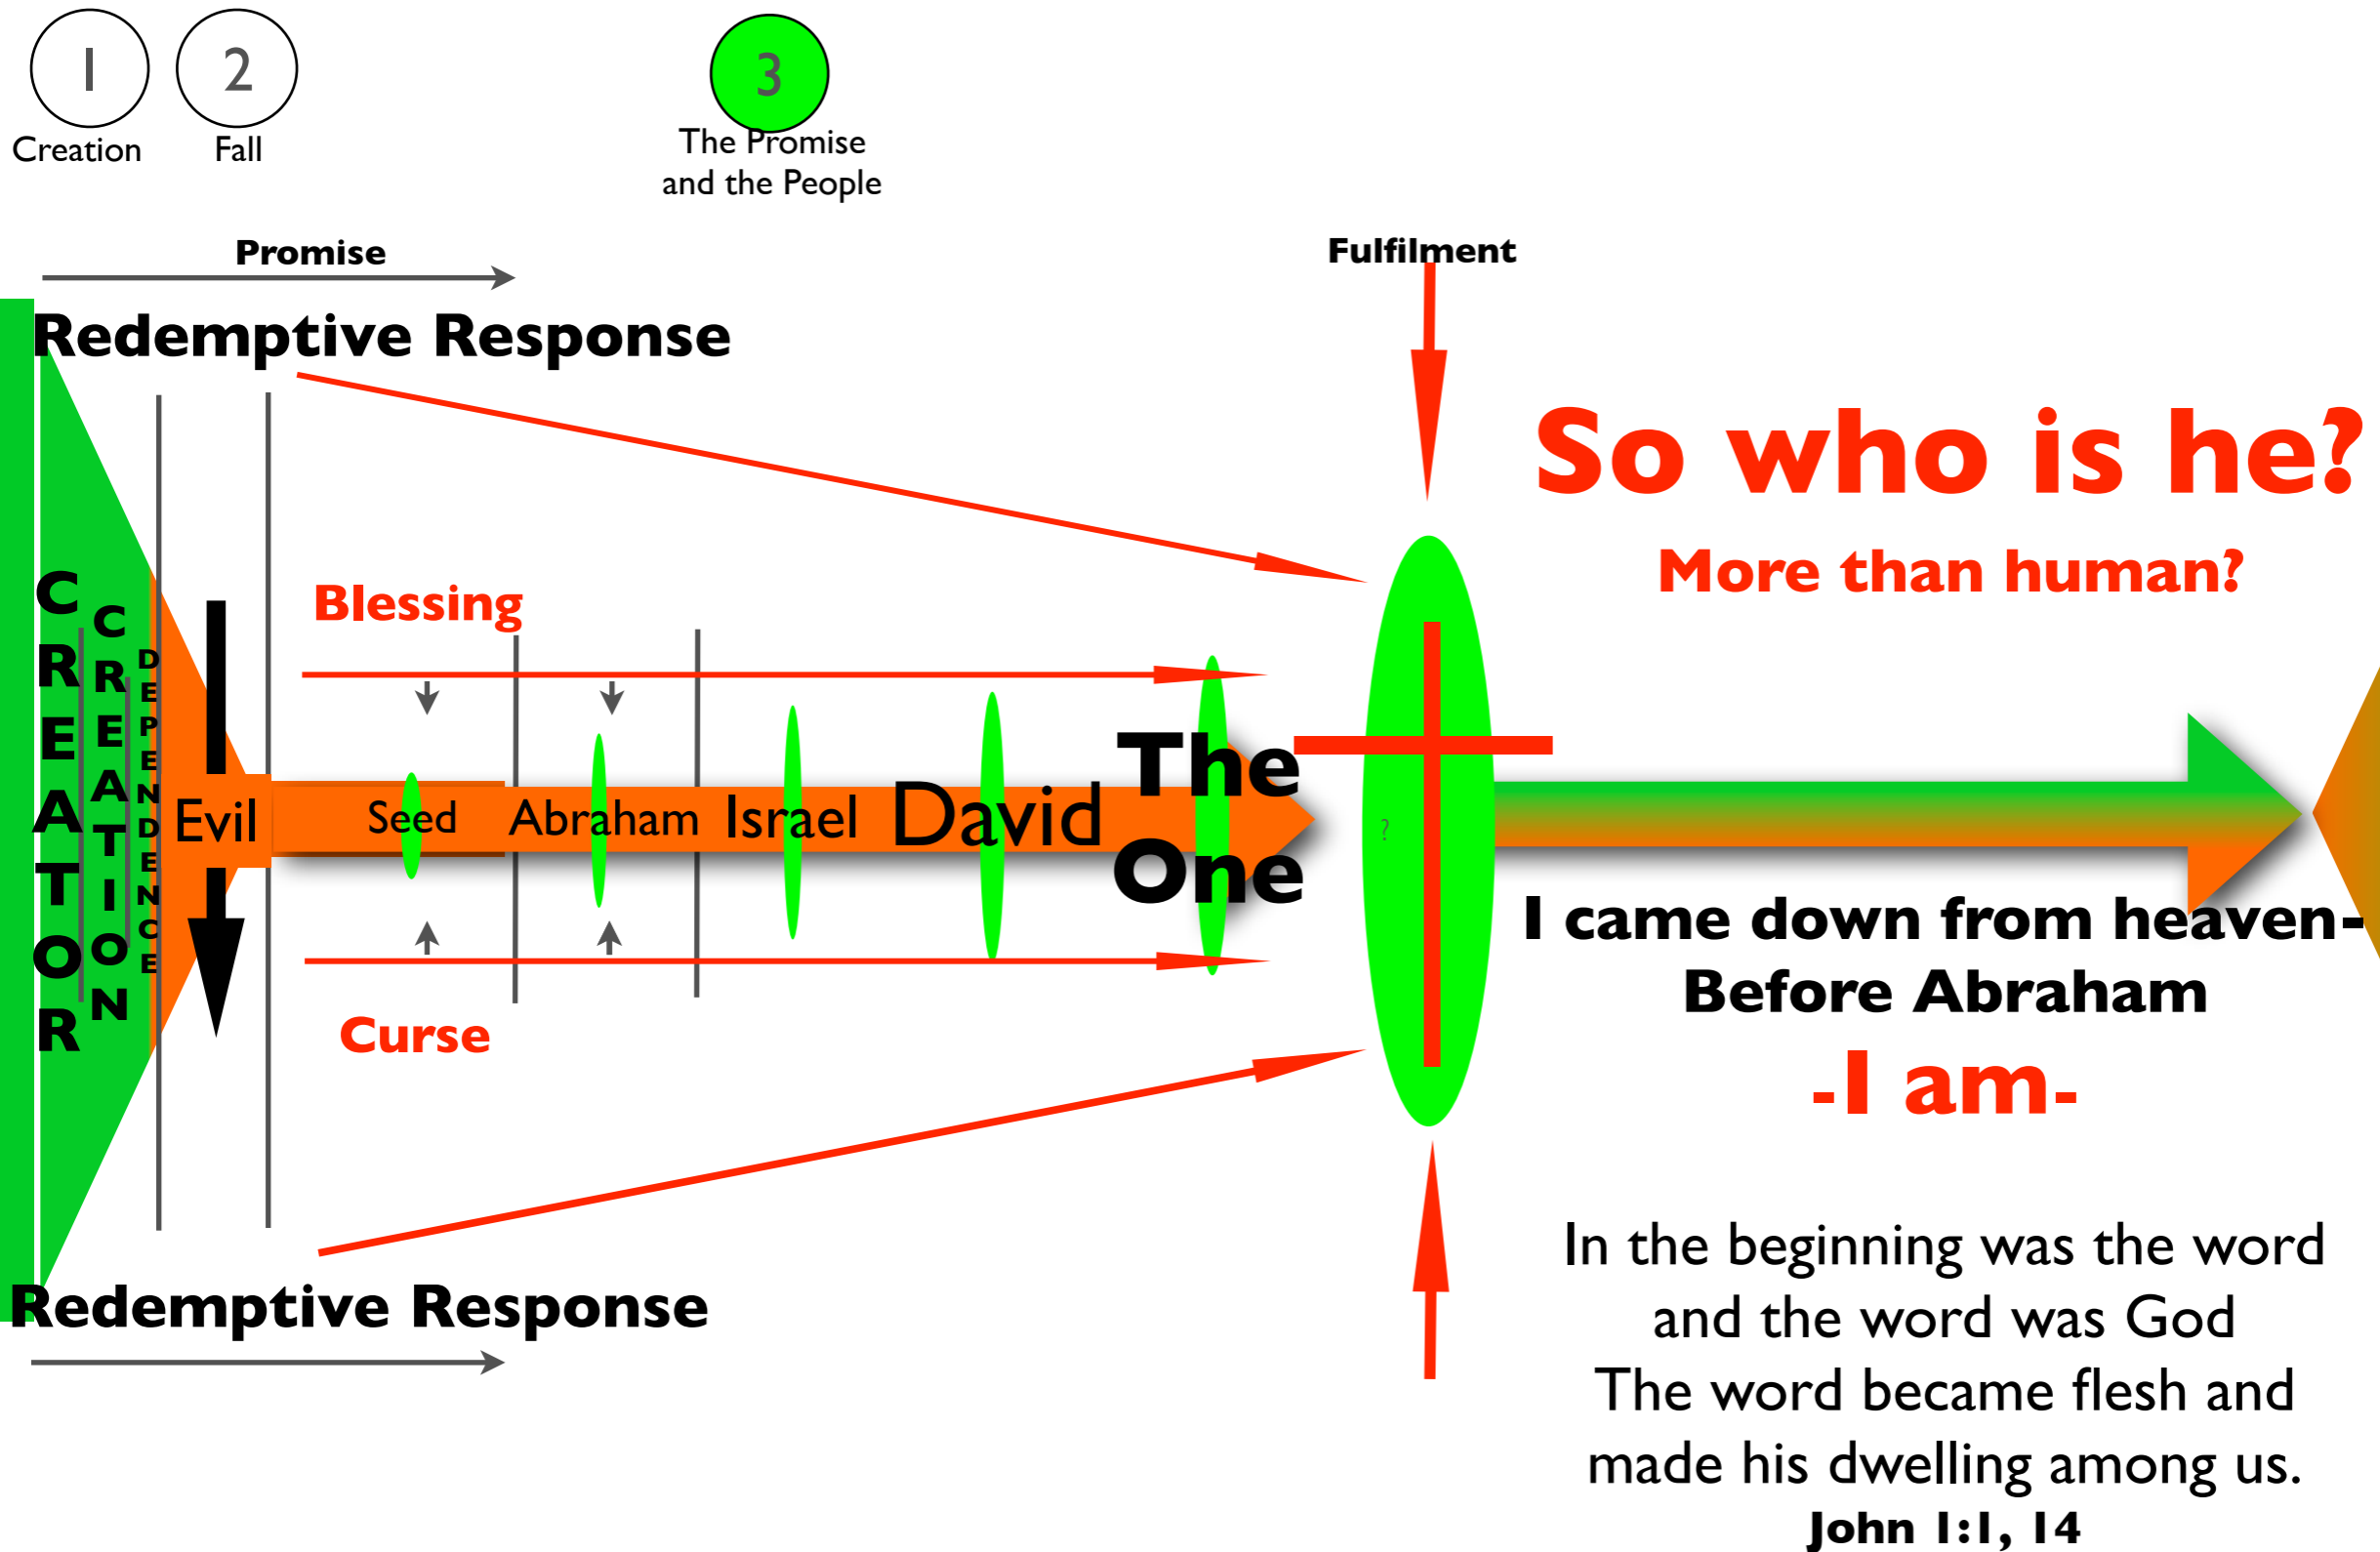 1
2
3
Creation
Fall
The Promise
and the People
Promise
Fulfilment
Redemptive Response
So who is he?
More than human?
Blessing
CREATOR
CREATION
DEPENDENCE
Evil
Seed
Abraham
Israel
David
The
One
?
I came down from heaven-
Before Abraham
-I am-
Curse
In the beginning was the word
and the word was God
The word became flesh and
made his dwelling among us.
John 1:1, 14
Redemptive Response